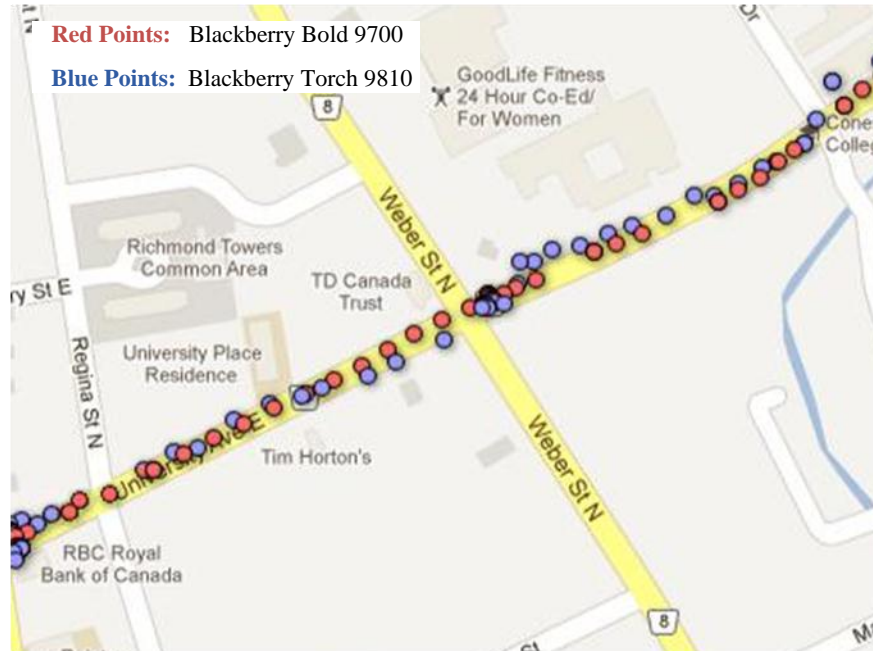 Red Points: Blackberry Bold 9700
Blue Points: Blackberry Torch 9810
8
GoodLife Fitness
24 Hour Co-Ed/
For Women
Dr
Weber St N
Richmond Towers
Common Area
TD Canada
Trust
ry St E
University Place
Residence
Regina St N
University Ave E
Tim Horton's
Weber St N
RBC Royal
Bank of Canada
8
St